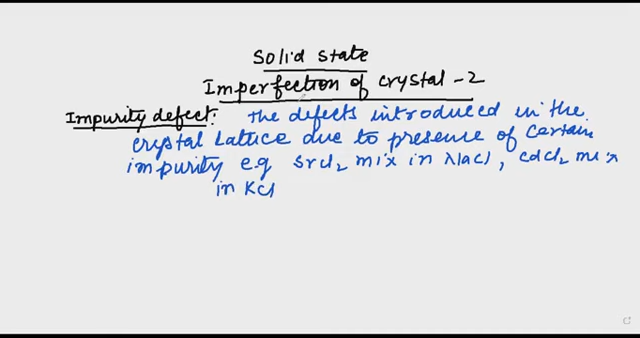 Solid state
Imperfection of crystal - 2
Impurity defect: The defects introduced in the
crystal Lattice due to presence of certain
impurity e.g SrCl₂ mix in NaCl, CdCl₂ mix
in KCl